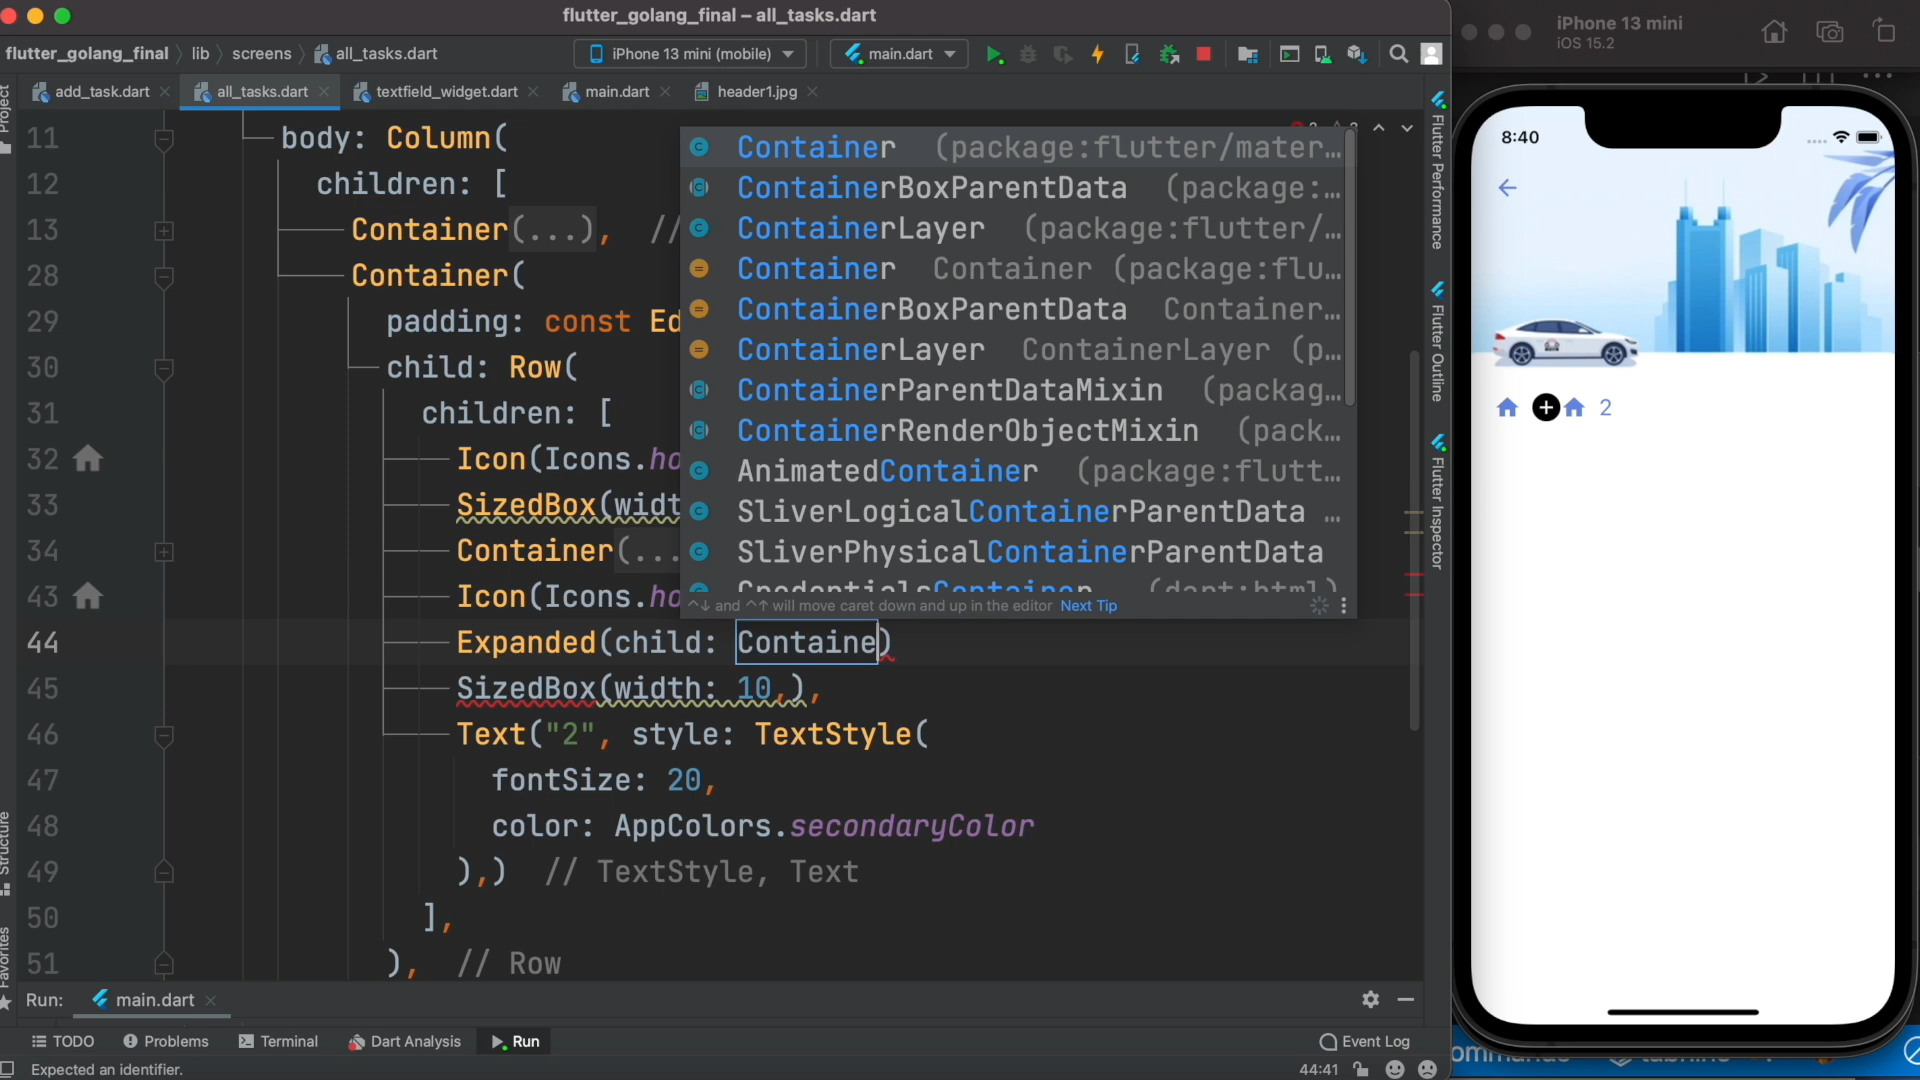 flutter_golang_final – all_tasks.dart
flutter_golang_final lib screens all_tasks.dart
iPhone 13 mini (mobile)
main.dart
add_task.dart
all_tasks.dart
textfield_widget.dart
main.dart
header1.jpg
Project
Structure
Favorites
11 body: Column(
12 children: [
13 Container(...), //
28 Container(
29 padding: const Ed
30 child: Row(
31 children: [
32 Icon(Icons.ho
33 SizedBox(widt
34 Container(...
43 Icon(Icons.ho
44 Expanded(child: Containe)
45 SizedBox(width: 10,),
46 Text("2", style: TextStyle(
47 fontSize: 20,
48 color: AppColors.secondaryColor
49 ),) // TextStyle, Text
50 ],
51 ), // Row
Container (package:flutter/mater…
ContainerBoxParentData (package:…
ContainerLayer (package:flutter/…
Container Container (package:flu…
ContainerBoxParentData Container…
ContainerLayer ContainerLayer (p…
ContainerParentDataMixin (packag…
ContainerRenderObjectMixin (pack…
AnimatedContainer (package:flutt…
SliverLogicalContainerParentData …
SliverPhysicalContainerParentData
CredentialsContainer (dart:html)
^↓ and ^↑ will move caret down and up in the editor Next Tip
Flutter Performance
Flutter Outline
Flutter Inspector
Run: main.dart
TODO
Problems
Terminal
Dart Analysis
Run
Event Log
Expected an identifier.
44:41
iPhone 13 mini
iOS 15.2
8:40
2